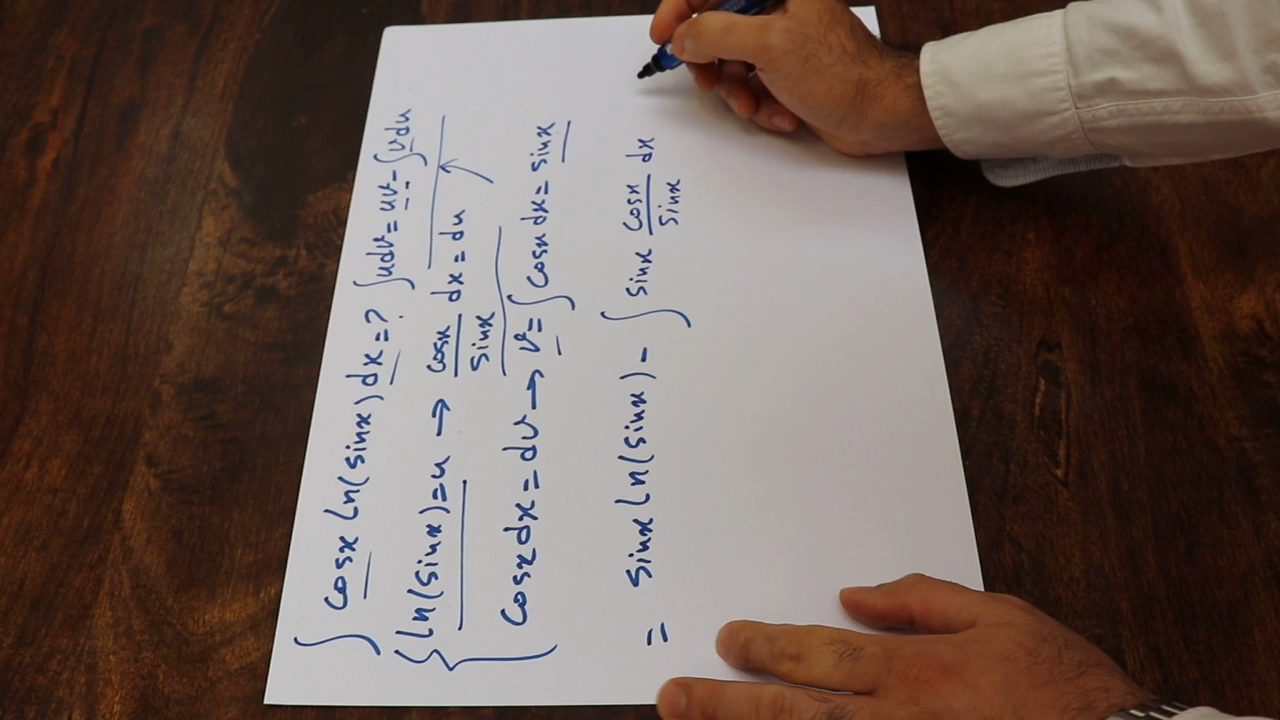 ∫ cosx ln(sinx) dx = ? ∫udv = uv - ∫vdu
ln(sinx) = u → cosx/sinx dx = du
cosx dx = dv → v = ∫ cosx dx = sinx
= sinx ln(sinx) - ∫ sinx cosx/sinx dx